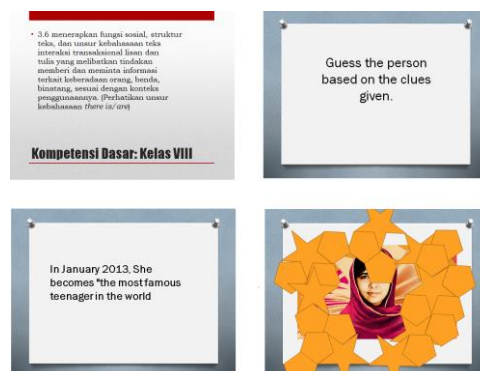 • 3.6 menerapkan fungsi sosial, struktur
teks, dan unsur kebahasaan teks
interaksi transaksional lisan dan
tulis yang melibatkan tindakan
memberi dan meminta informasi
terkait keberadaan orang, benda,
binatang, sesuai dengan konteks
penggunaannya. (Perhatikan unsur
kebahasaan there is/are)
Kompetensi Dasar: Kelas VIII
Guess the person
based on the clues
given.
In January 2013, She
becomes "the most famous
teenager in the world